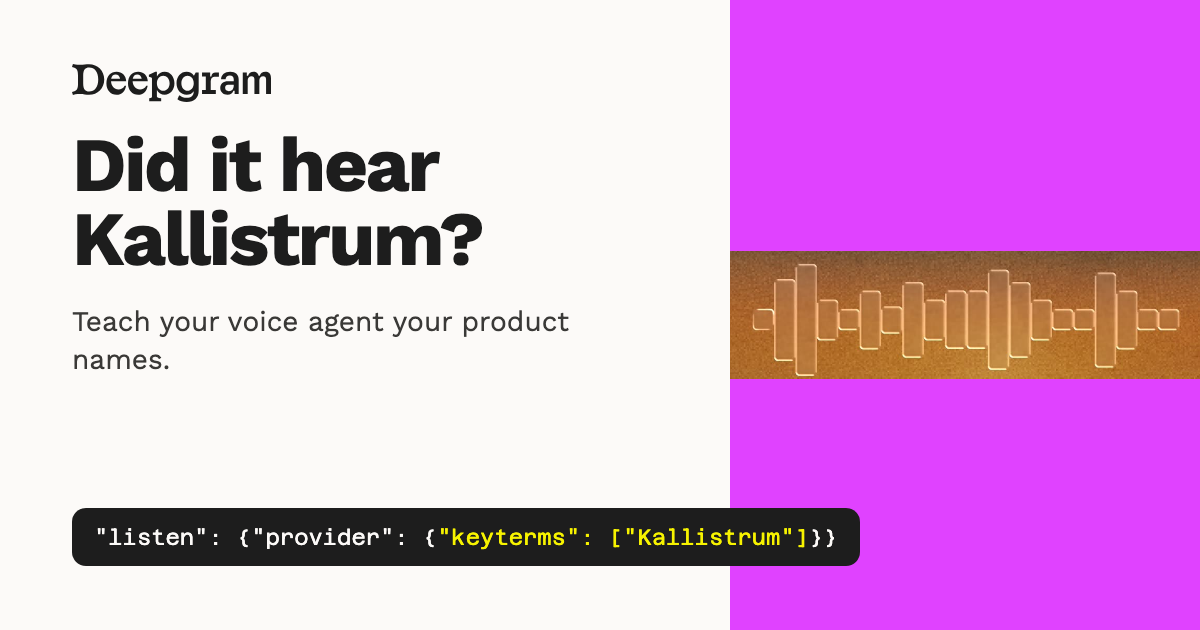 Deepgram
Did it hear
Kallistrum?
Teach your voice agent your product
names.
"listen": {"provider": {"keyterms": ["Kallistrum"]}}